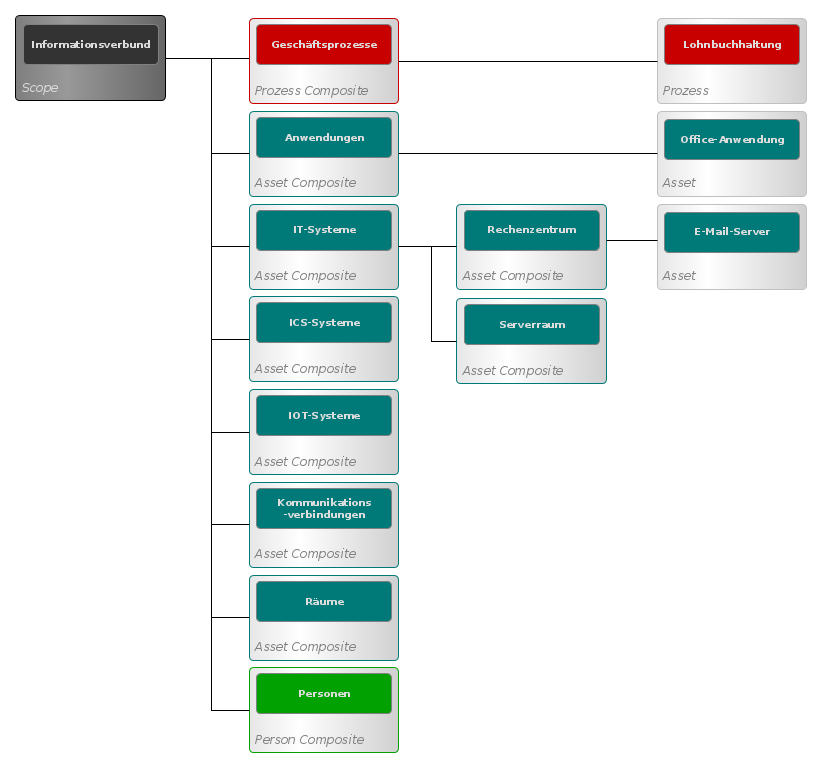 Informationsverbund
Scope
Geschäftsprozesse
Prozess Composite
Lohnbuchhaltung
Prozess
Anwendungen
Asset Composite
Office-Anwendung
Asset
IT-Systeme
Asset Composite
Rechenzentrum
Asset Composite
E-Mail-Server
Asset
ICS-Systeme
Asset Composite
Serverraum
Asset Composite
IOT-Systeme
Asset Composite
Kommunikations
-verbindungen
Asset Composite
Räume
Asset Composite
Personen
Person Composite